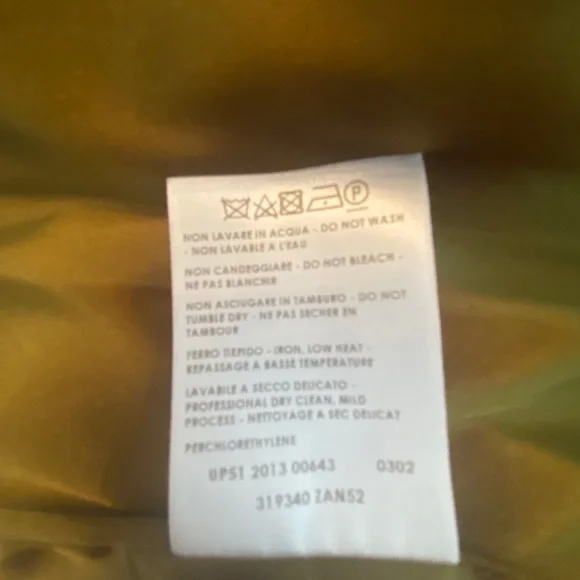 P
NON LAVARE IN ACQUA - DO NOT WASH
- NON LAVABLE A L'EAU
NON CANDEGGIARE - DO NOT BLEACH -
NE PAS BLANCHIR
NON ASCIUGARE IN TAMBURO - DO NOT
TUMBLE DRY - NE PAS SECHER EN
TAMBOUR
FERRO TIEPIDO - IRON, LOW HEAT -
REPASSAGE A BASSE TEMPERATURE
LAVABILE A SECCO DELICATO -
PROFESSIONAL DRY CLEAN, MILD
PROCESS - NETTOYAGE A SEC DELICAT
PERCHLORETHYLENE
UPS1 2013 00643 0302
319340 ZAN52